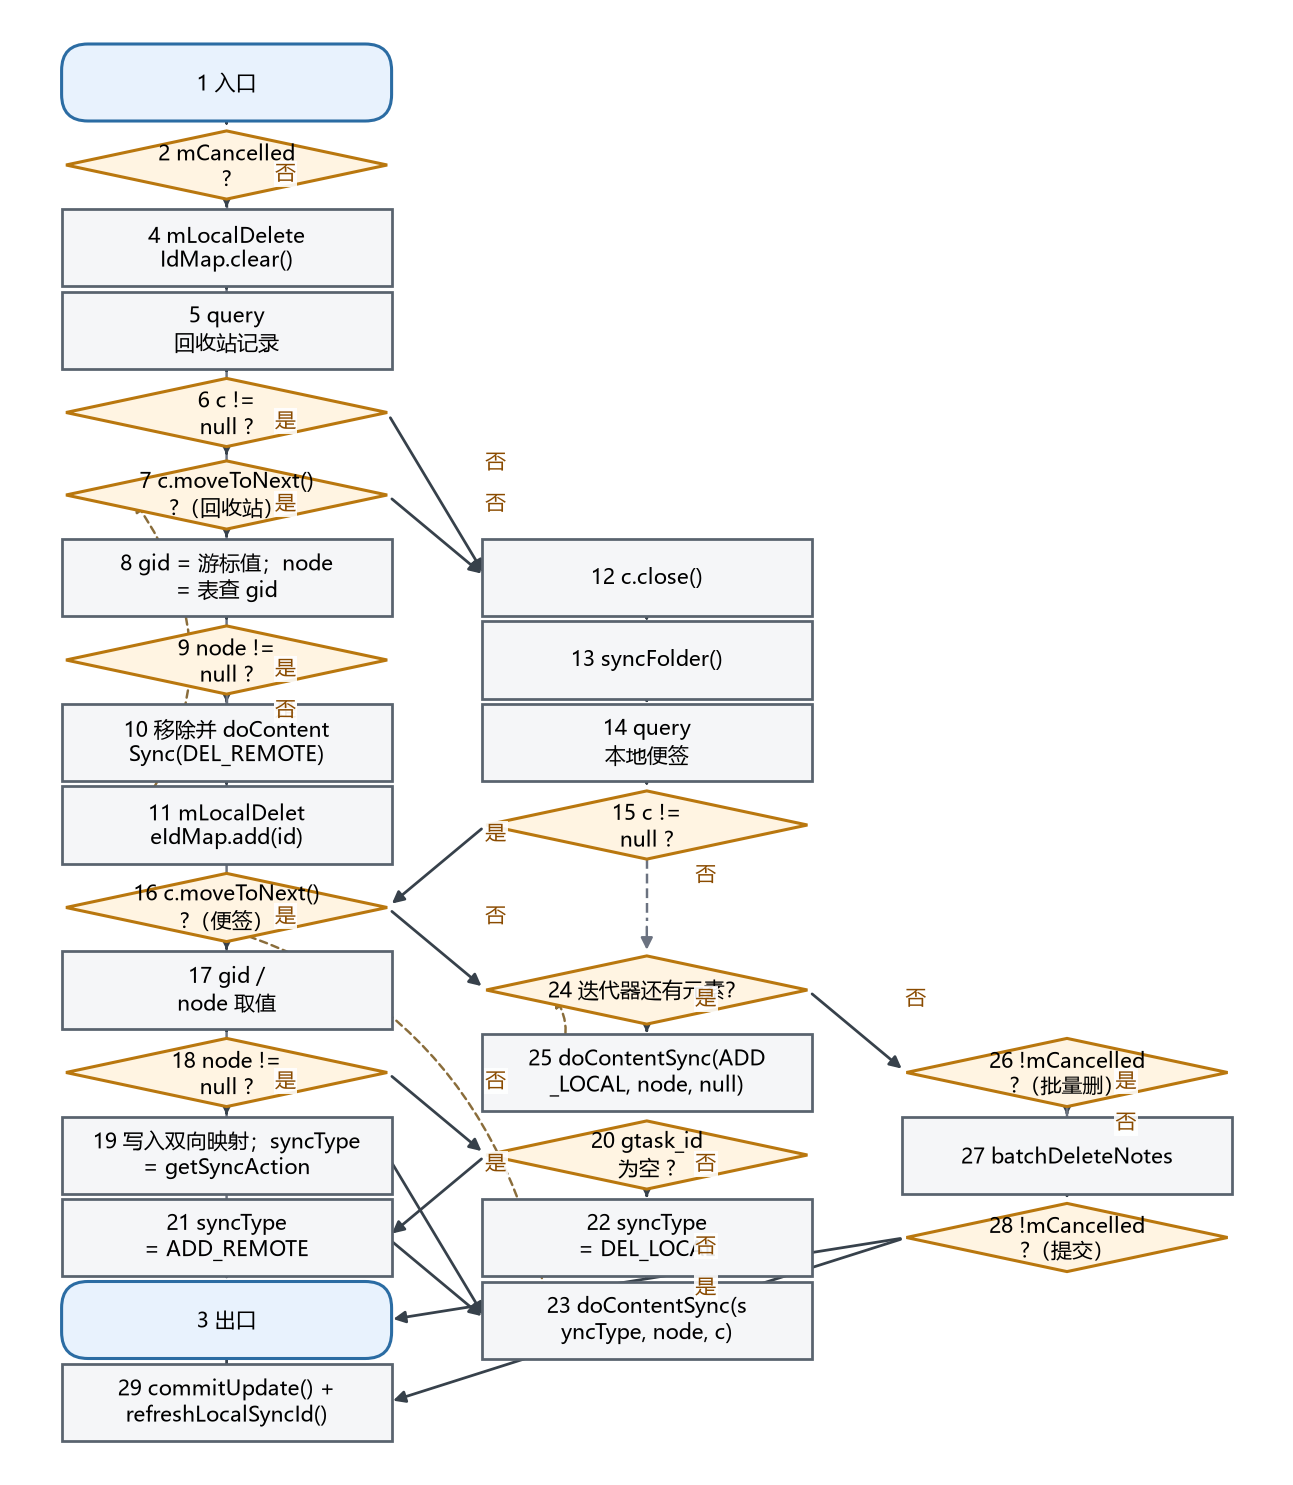 1 入口
2 mCancelled
?
否
4 mLocalDelete
IdMap.clear()
5 query
回收站记录
6 c !=
null ?
是
否
7 c.moveToNext()
?（回收站）
是
否
8 gid = 游标值；node
= 表查 gid
12 c.close()
9 node !=
null ?
是
否
13 syncFolder()
10 移除并 doContent
Sync(DEL_REMOTE)
14 query
本地便签
11 mLocalDelet
eIdMap.add(id)
15 c !=
null ?
是
否
16 c.moveToNext()
?（便签）
是
否
17 gid /
node 取值
24 迭代器还有元素?
是
否
18 node !=
null ?
是
否
25 doContentSync(ADD
_LOCAL, node, null)
26 !mCancelled
?（批量删）
是
否
19 写入双向映射；syncType
= getSyncAction
20 gtask_id
为空 ?
是
否
27 batchDeleteNotes
21 syncType
= ADD_REMOTE
22 syncType
= DEL_LOCAL
否
28 !mCancelled
?（提交）
是
3 出口
23 doContentSync(s
yncType, node, c)
29 commitUpdate() +
refreshLocalSyncId()